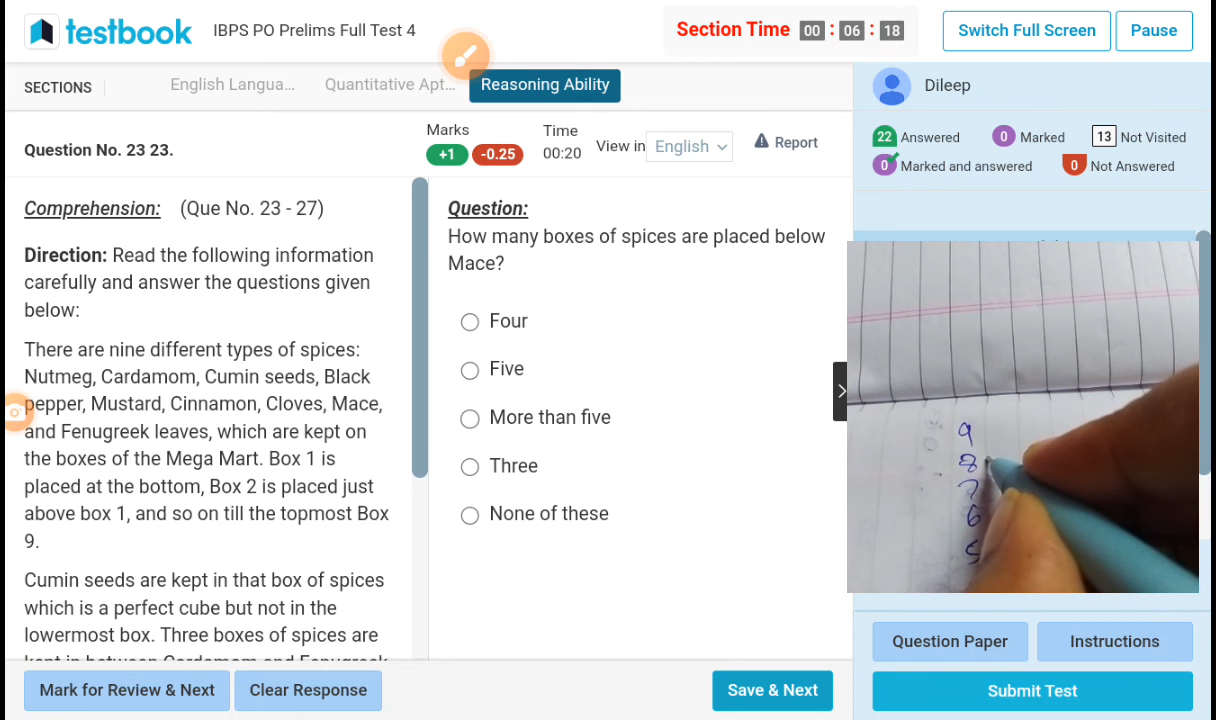 testbook IBPS PO Prelims Full Test 4
Section Time 00 : 06 : 18
Switch Full Screen
Pause
SECTIONS
English Langua...
Quantitative Apt...
Reasoning Ability
Dileep
Question No. 23 23.
Marks
+1 -0.25
Time
00:20
View in English
Report
22 Answered
0 Marked
13 Not Visited
0 Marked and answered
0 Not Answered
Comprehension: (Que No. 23 - 27)
Direction: Read the following information
carefully and answer the questions given
below:
There are nine different types of spices:
Nutmeg, Cardamom, Cumin seeds, Black
pepper, Mustard, Cinnamon, Cloves, Mace,
and Fenugreek leaves, which are kept on
the boxes of the Mega Mart. Box 1 is
placed at the bottom, Box 2 is placed just
above box 1, and so on till the topmost Box
9.
Cumin seeds are kept in that box of spices
which is a perfect cube but not in the
lowermost box. Three boxes of spices are
kept in between Cardamom and Fenugreek
Question:
How many boxes of spices are placed below
Mace?
Four
Five
More than five
Three
None of these
9
8
7
6
5
Mark for Review & Next
Clear Response
Save & Next
Question Paper
Instructions
Submit Test